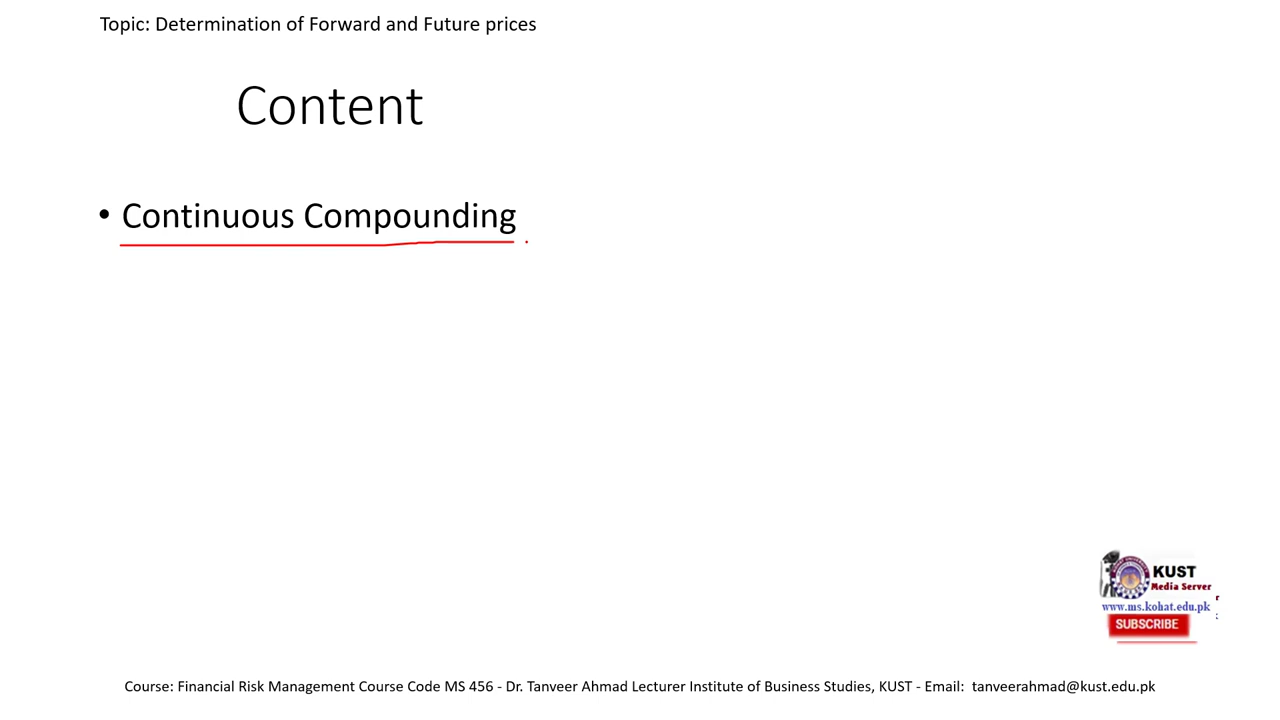 Topic: Determination of Forward and Future prices
Content
• Continuous Compounding
KUST
Media Server
www.ms.kohat.edu.pk
SUBSCRIBE
Course: Financial Risk Management Course Code MS 456 - Dr. Tanveer Ahmad Lecturer Institute of Business Studies, KUST - Email: tanveerahmad@kust.edu.pk